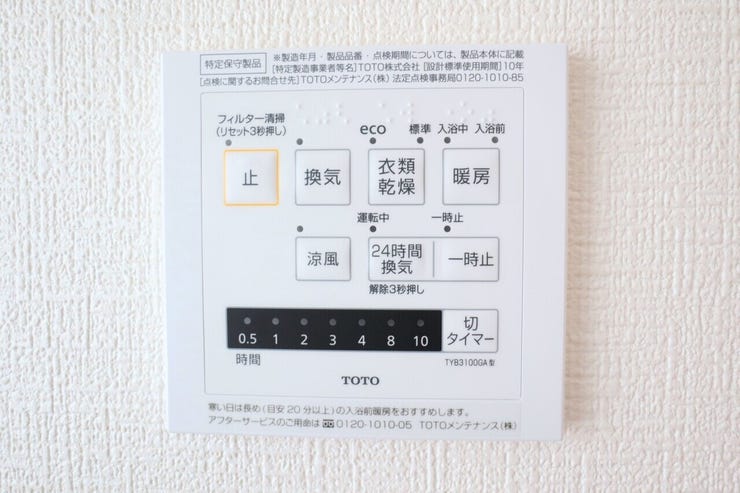 特定保守製品
※製造年月・製品品番・点検期間については、製品本体に記載
[特定製造事業者等名]TOTO株式会社 [設計標準使用期間]10年
[点検に関するお問合せ先]TOTOメンテナンス(株) 法定点検事務局0120-1010-85
フィルター清掃
(リセット3秒押し)
eco 標準 入浴中 入浴前
止 換気 衣類乾燥 暖房
運転中 一時止
涼風 24時間換気 一時止
解除3秒押し
0.5 1 2 3 4 8 10
切タイマー
時間
TYB3100GA型
TOTO
寒い日は長め(目安20分以上)の入浴前暖房をおすすめします。
アフターサービスのご用命は 0120-1010-05 TOTOメンテナンス(株)